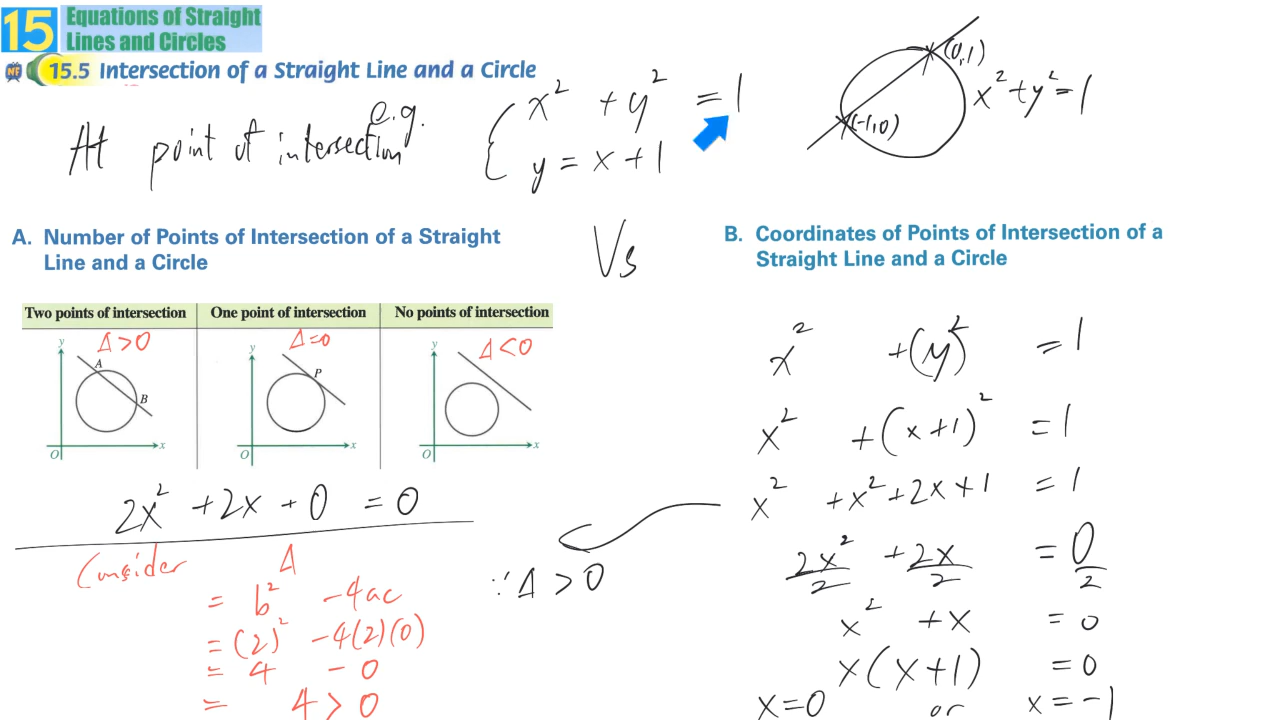 15 Equations of Straight
Lines and Circles
NF 15.5 Intersection of a Straight Line and a Circle
e.g.
At point of intersection
x² + y² = 1
y = x + 1
(0,1)
(-1,0)
x² + y² = 1
A. Number of Points of Intersection of a Straight
Line and a Circle
Vs
B. Coordinates of Points of Intersection of a
Straight Line and a Circle
Two points of intersection One point of intersection No points of intersection
Δ>0 Δ=0 Δ<0
y A B O x
y P O x
y O x
2x² + 2x + 0 = 0
Consider Δ
= b² - 4ac
= (2)² - 4(2)(0)
= 4 - 0
= 4 > 0
∵ Δ > 0
x² + (y)² = 1
x² + (x+1)² = 1
x² + x² + 2x + 1 = 1
2x²/2 + 2x/2 = 0/2
x² + x = 0
x(x+1) = 0
x=0 or x=-1